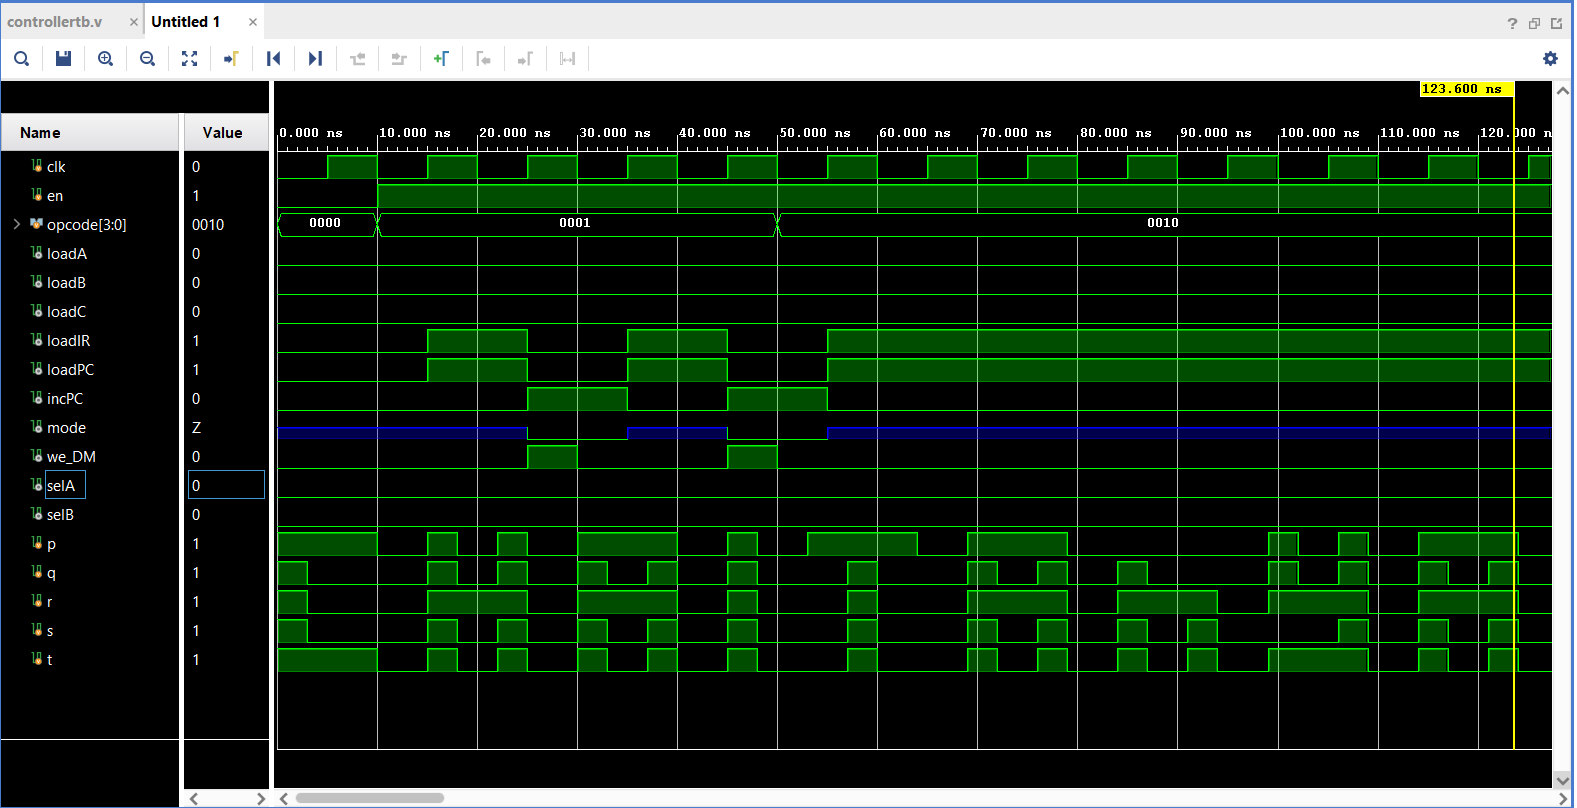 controllertb.v
Untitled 1
123.600 ns
Name
Value
0.000 ns
10.000 ns
20.000 ns
30.000 ns
40.000 ns
50.000 ns
60.000 ns
70.000 ns
80.000 ns
90.000 ns
100.000 ns
110.000 ns
120.000 n
clk 0
en 1
opcode[3:0] 0010
0000
0001
0010
loadA 0
loadB 0
loadC 0
loadIR 1
loadPC 1
incPC 0
mode Z
we_DM 0
selA 0
selB 0
p 1
q 1
r 1
s 1
t 1
CHAITAnYA